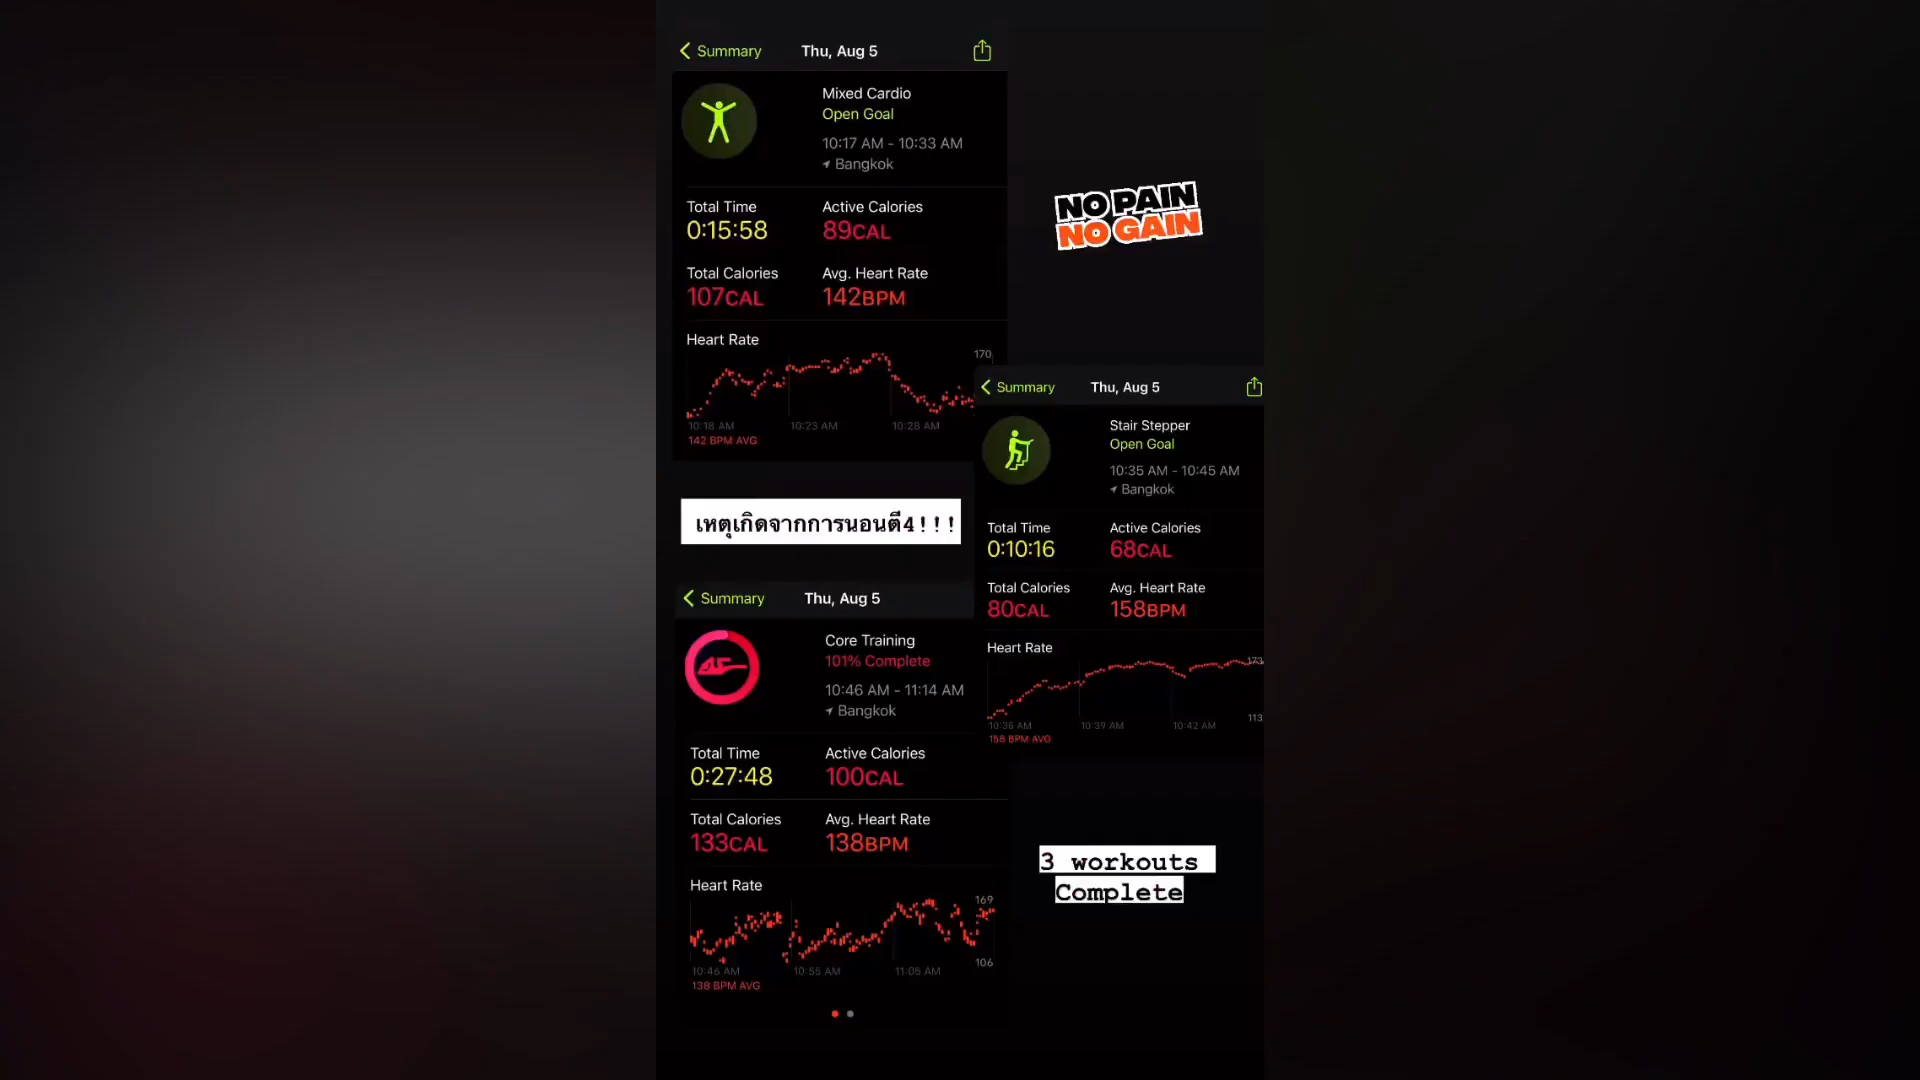 Summary Thu, Aug 5
Mixed Cardio
Open Goal
10:17 AM - 10:33 AM
Bangkok
Total Time Active Calories
0:15:58 89CAL
Total Calories Avg. Heart Rate
107CAL 142BPM
Heart Rate
170
10:18 AM 10:23 AM 10:28 AM
142 BPM AVG
NO PAIN
NO GAIN
Summary Thu, Aug 5
Stair Stepper
Open Goal
10:35 AM - 10:45 AM
Bangkok
Total Time Active Calories
0:10:16 68CAL
Total Calories Avg. Heart Rate
80CAL 158BPM
Heart Rate
173
113
10:36 AM 10:39 AM 10:42 AM
158 BPM AVG
เหตุเกิดจากการนอนตี4!!!
Summary Thu, Aug 5
Core Training
101% Complete
10:46 AM - 11:14 AM
Bangkok
Total Time Active Calories
0:27:48 100CAL
Total Calories Avg. Heart Rate
133CAL 138BPM
Heart Rate
169
106
10:46 AM 10:55 AM 11:05 AM
138 BPM AVG
3 workouts
Complete